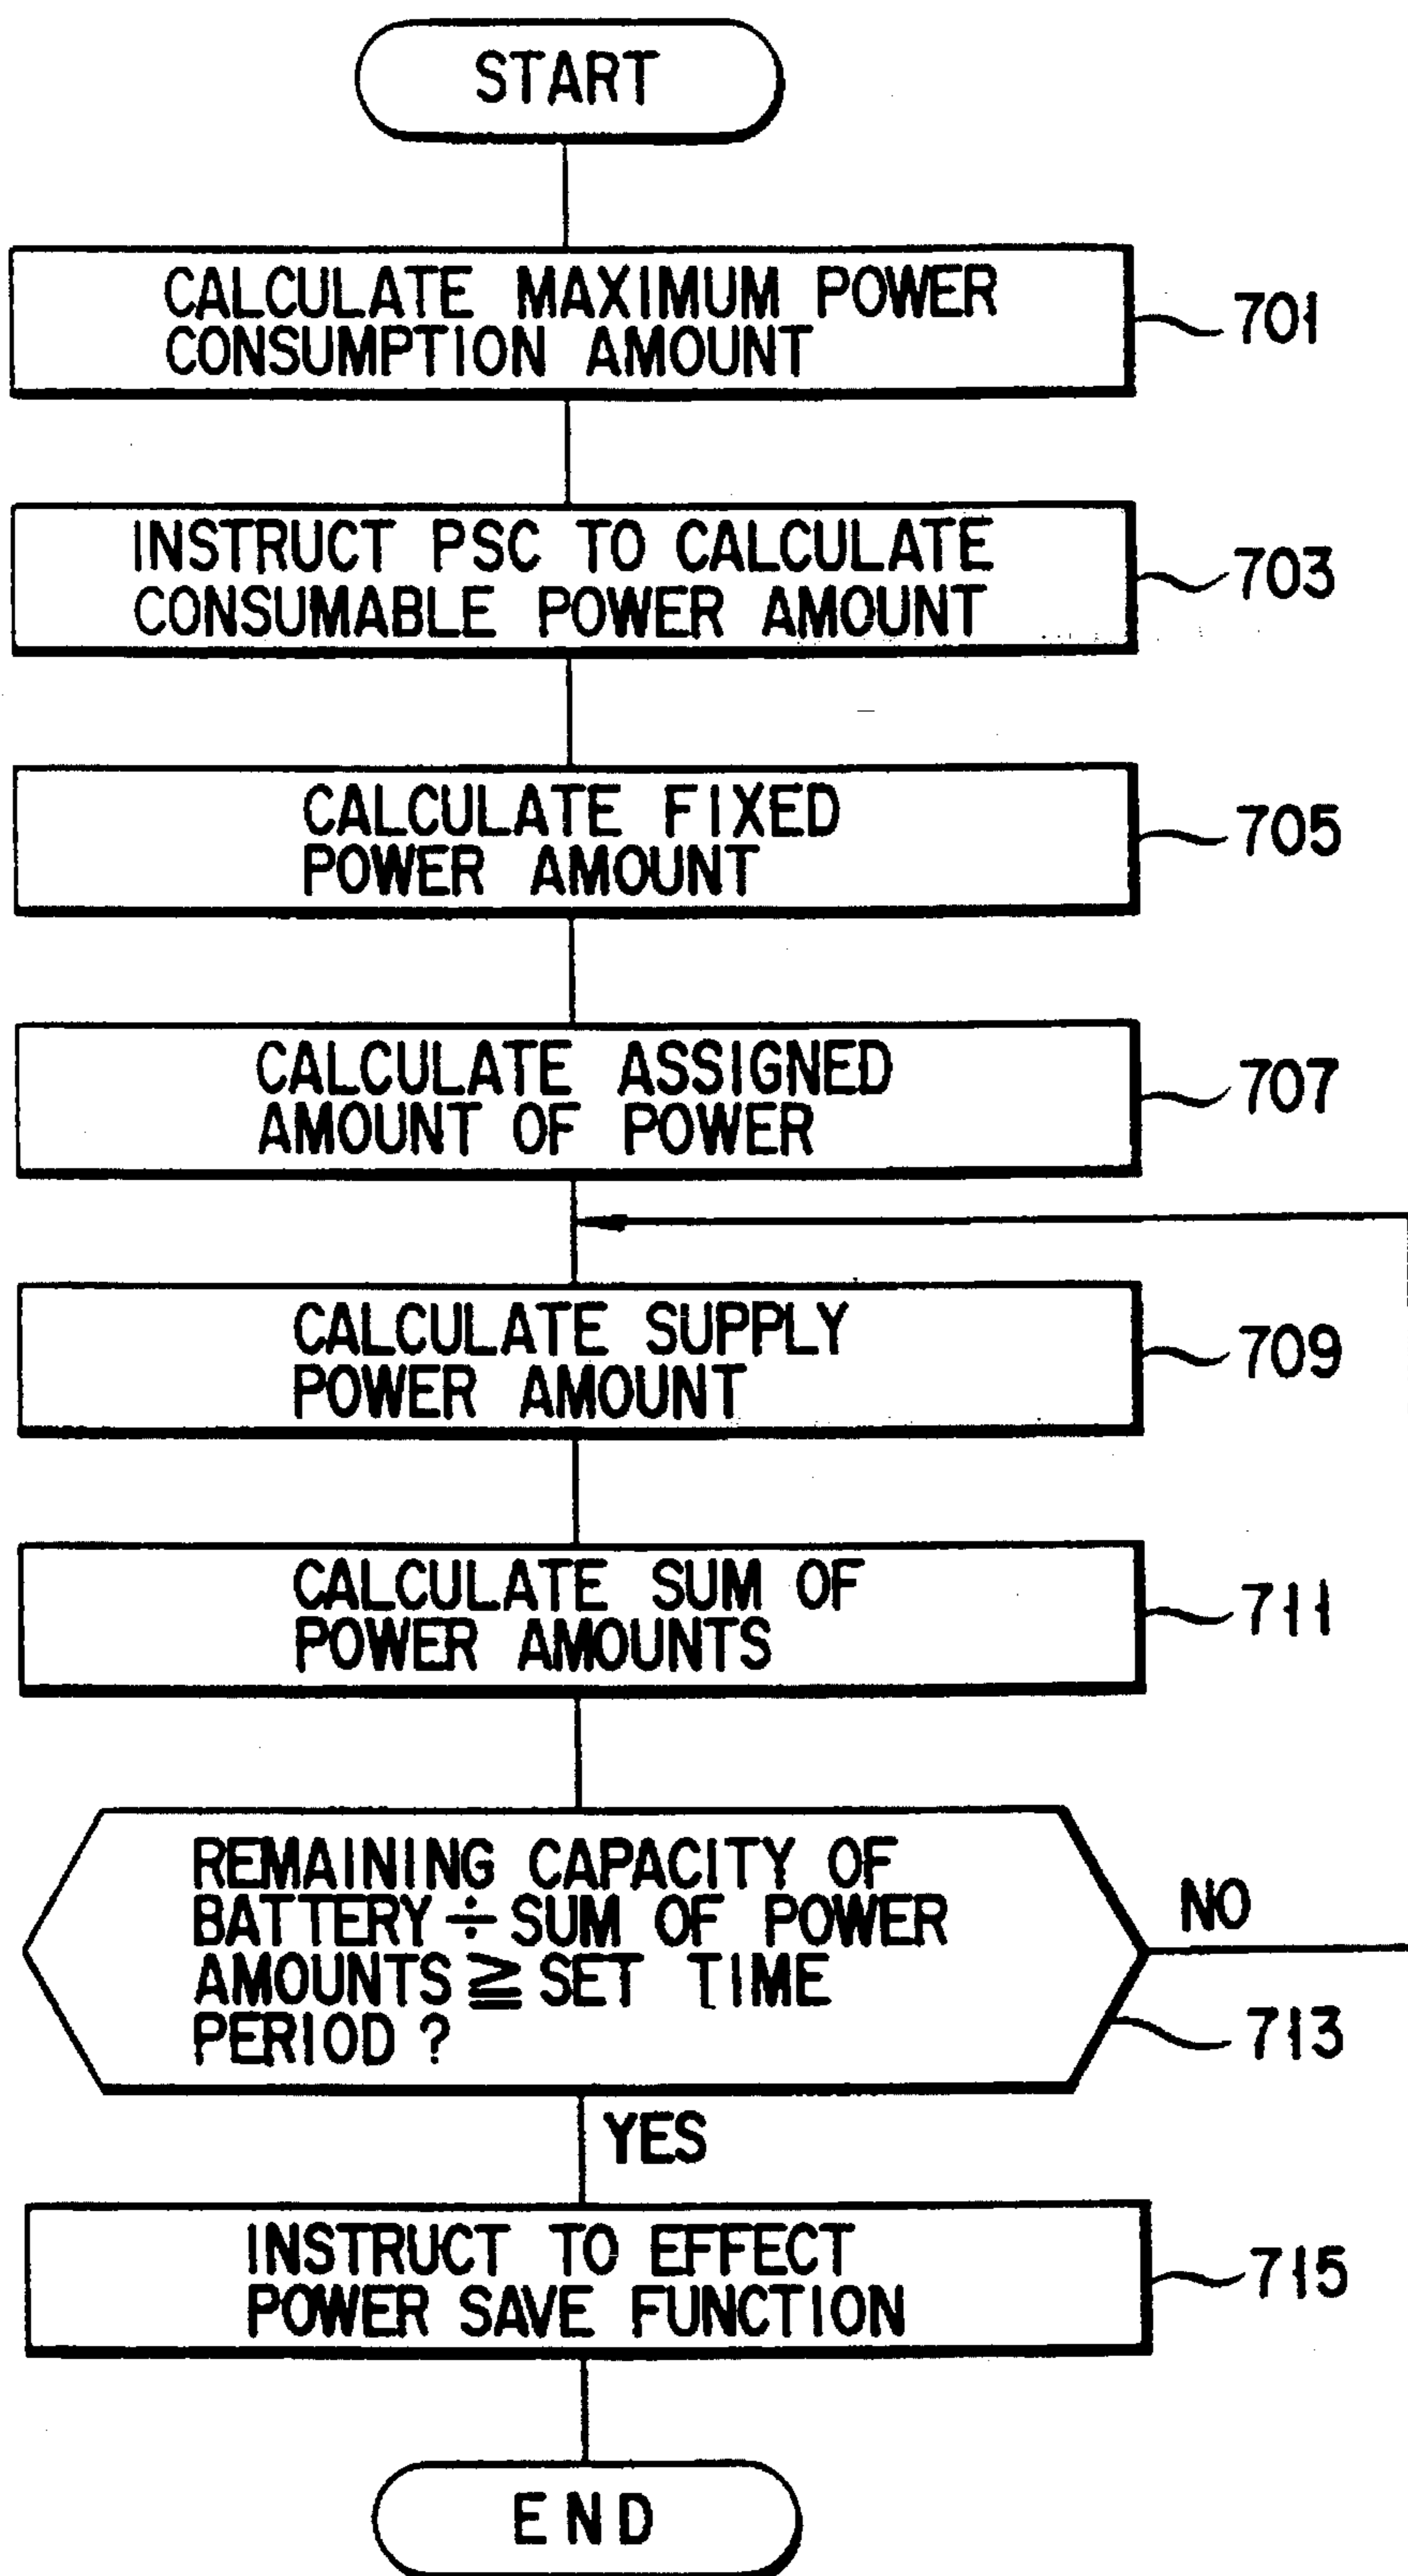 START
CALCULATE MAXIMUM POWER
CONSUMPTION AMOUNT
701
INSTRUCT PSC TO CALCULATE
CONSUMABLE POWER AMOUNT
703
CALCULATE FIXED
POWER AMOUNT
705
CALCULATE ASSIGNED
AMOUNT OF POWER
707
CALCULATE SUPPLY
POWER AMOUNT
709
CALCULATE SUM OF
POWER AMOUNTS
711
REMAINING CAPACITY OF
BATTERY ÷ SUM OF POWER
AMOUNTS ≧ SET TIME
PERIOD ?
NO
713
YES
INSTRUCT TO EFFECT
POWER SAVE FUNCTION
715
END